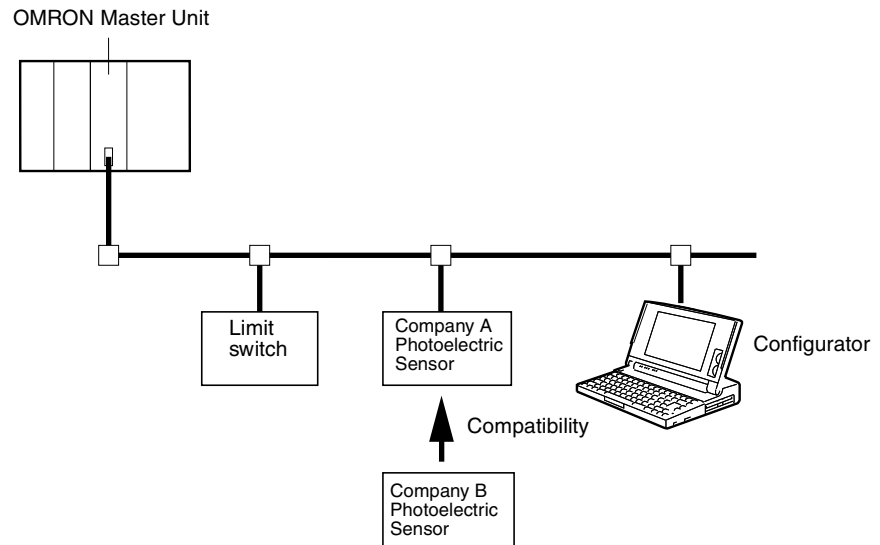 OMRON Master Unit
Limit
switch
Company A
Photoelectric
Sensor
Configurator
Compatibility
Company B
Photoelectric
Sensor